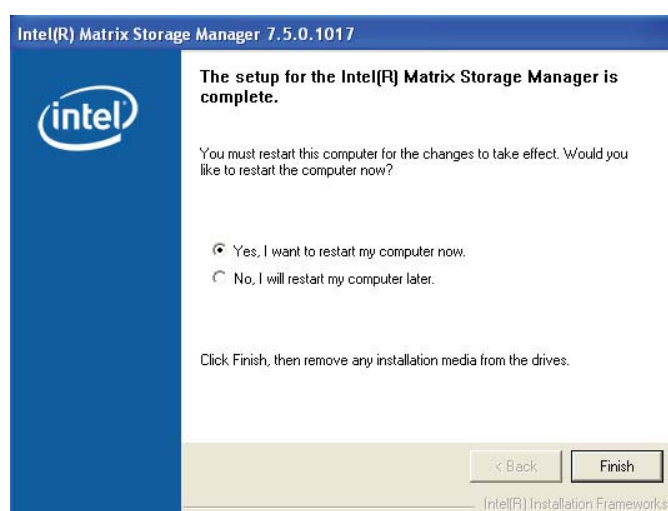 Intel(R) Matrix Storage Manager 7.5.0.1017
intel
The setup for the Intel(R) Matrix Storage Manager is
complete.
You must restart this computer for the changes to take effect. Would you
like to restart the computer now?
Yes, I want to restart my computer now.
No, I will restart my computer later.
Click Finish, then remove any installation media from the drives.
< Back Finish
Intel(R) Installation Frameworks